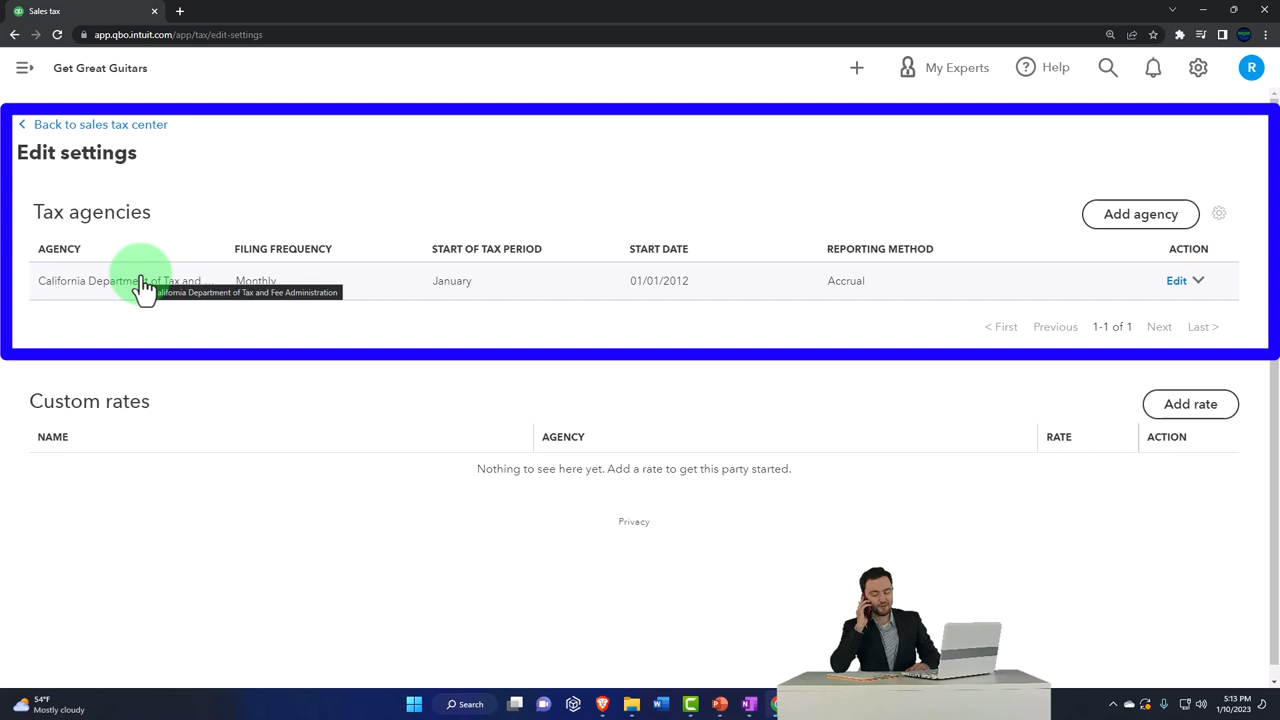 Sales tax
app.qbo.intuit.com/app/tax/edit-settings
Get Great Guitars
My Experts
Help
R
Back to sales tax center
Edit settings
Tax agencies
Add agency
AGENCY FILING FREQUENCY START OF TAX PERIOD START DATE REPORTING METHOD ACTION
California Department of Tax and ... Monthly January 01/01/2012 Accrual Edit
California Department of Tax and Fee Administration
< First Previous 1-1 of 1 Next Last >
Custom rates
Add rate
NAME AGENCY RATE ACTION
Nothing to see here yet. Add a rate to get this party started.
Privacy
54°F
Mostly cloudy
Search
5:13 PM
1/10/2023